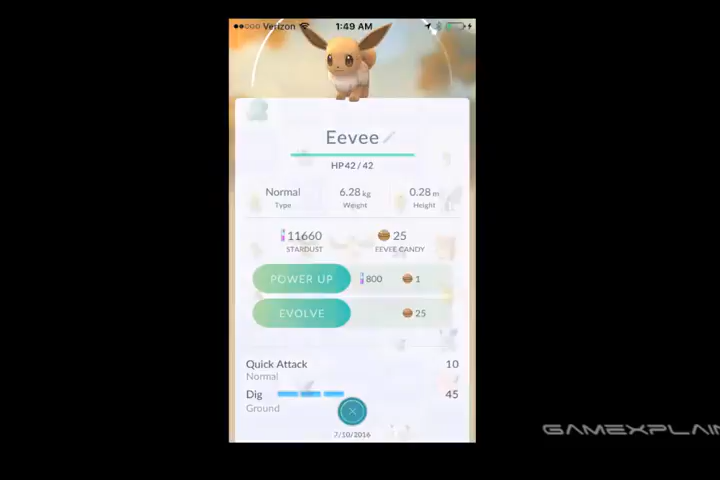 Verizon 1:49 AM
Eevee
HP 42 / 42
Normal 6.28 kg 0.28 m
Type Weight Height
11660 25
STARDUST EEVEE CANDY
POWER UP 800 1
EVOLVE 25
Quick Attack 10
Normal
Dig 45
Ground
7/10/2016
GAMEXPLAIN